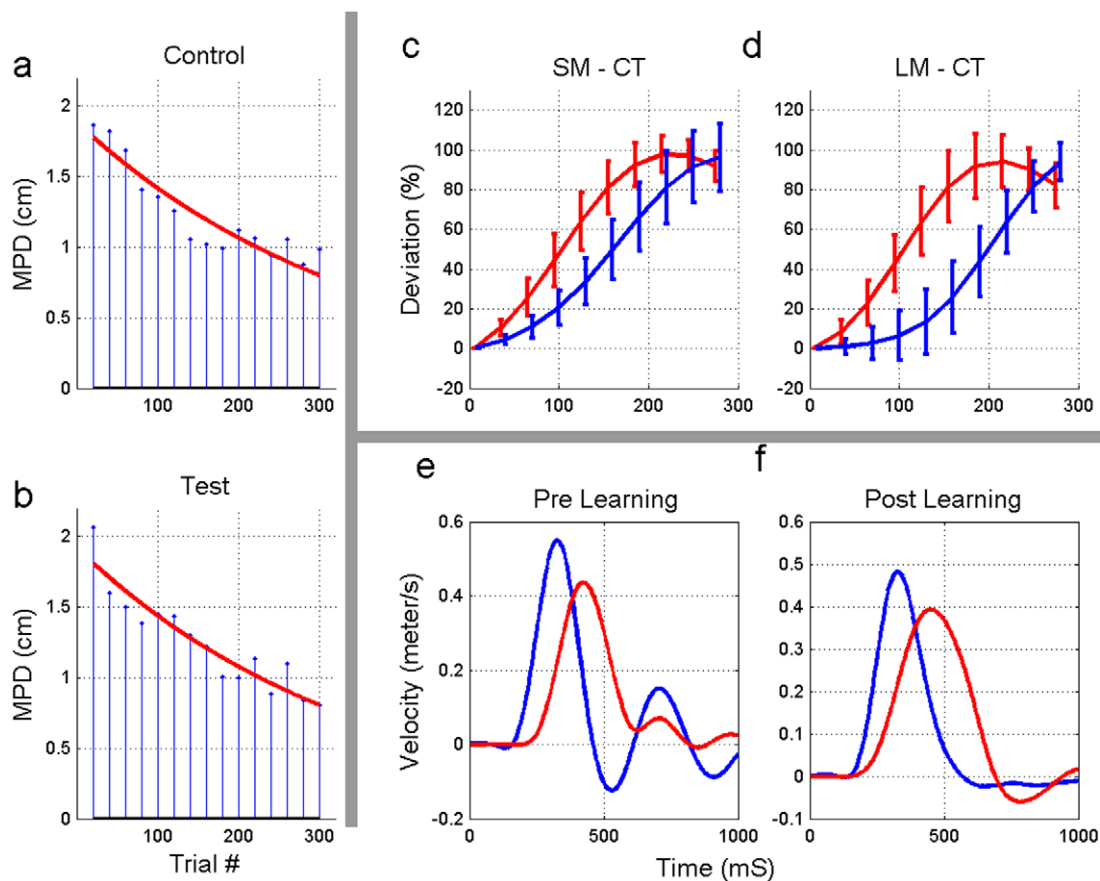 a
Control
MPD (cm)
2
1.5
1
0.5
0
100 200 300
b
Test
MPD (cm)
2
1.5
1
0.5
0
100 200 300
Trial #
c
SM - CT
Deviation (%)
120
100
80
60
40
20
0
-20
0 100 200 300
d
LM - CT
120
100
80
60
40
20
0
-20
0 100 200 300
e
Pre Learning
Velocity (meter/s)
0.6
0.4
0.2
0
-0.2
0 500 1000
f
Post Learning
0.6
0.5
0.4
0.3
0.2
0.1
0
-0.1
0 500 1000
Time (mS)